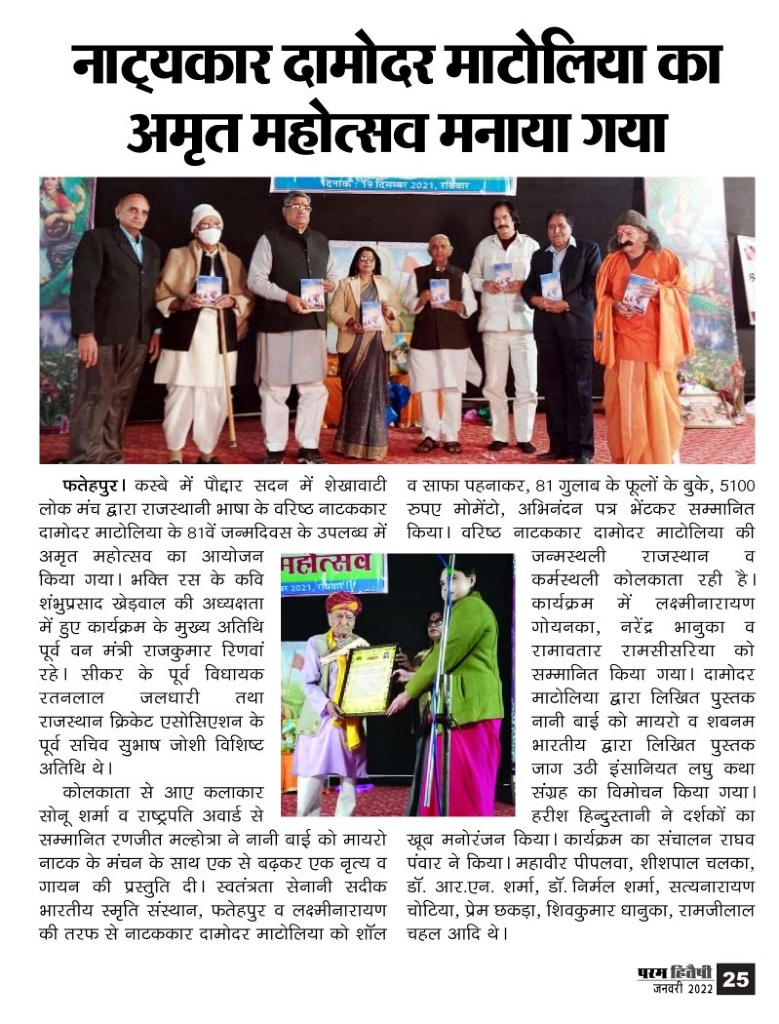 नाट्यकार दामोदर माटोलिया का
अमृत महोत्सव मनाया गया
दिनांक : 19 दिसम्बर 2021, रविवार
फतेहपुर। कस्बे में पौद्दार सदन में शेखावाटी
लोक मंच द्वारा राजस्थानी भाषा के वरिष्ठ नाटककार
दामोदर माटोलिया के 81वें जन्मदिवस के उपलब्ध में
अमृत महोत्सव का आयोजन
किया गया। भक्ति रस के कवि
शंभुप्रसाद खेड़वाल की अध्यक्षता
में हुए कार्यक्रम के मुख्य अतिथि
पूर्व वन मंत्री राजकुमार रिणवां
रहे। सीकर के पूर्व विधायक
रतनलाल जलधारी तथा
राजस्थान क्रिकेट एसोसिएशन के
पूर्व सचिव सुभाष जोशी विशिष्ट
अतिथि थे।
कोलकाता से आए कलाकार
सोनू शर्मा व राष्ट्रपति अवार्ड से
सम्मानित रणजीत मल्होत्रा ने नानी बाई को मायरो
नाटक के मंचन के साथ एक से बढ़कर एक नृत्य व
गायन की प्रस्तुति दी। स्वतंत्रता सेनानी सदीक
भारतीय स्मृति संस्थान, फतेहपुर व लक्ष्मीनारायण
की तरफ से नाटककार दामोदर माटोलिया को शॉल
व साफा पहनाकर, 81 गुलाब के फूलों के बुके, 5100
रुपए मोमेंटो, अभिनंदन पत्र भेंटकर सम्मानित
किया। वरिष्ठ नाटककार दामोदर माटोलिया की
जन्मस्थली राजस्थान व
कर्मस्थली कोलकाता रही है।
कार्यक्रम में लक्ष्मीनारायण
गोयनका, नरेंद्र भानुका व
रामावतार रामसीसरिया को
सम्मानित किया गया। दामोदर
माटोलिया द्वारा लिखित पुस्तक
नानी बाई को मायरो व शबनम
भारतीय द्वारा लिखित पुस्तक
जाग उठी इंसानियत लघु कथा
संग्रह का विमोचन किया गया।
हरीश हिन्दुस्तानी ने दर्शकों का
खूब मनोरंजन किया। कार्यक्रम का संचालन राघव
पंवार ने किया। महावीर पीपलवा, शीशपाल चलका,
डॉ. आर.एन. शर्मा, डॉ. निर्मल शर्मा, सत्यनारायण
चोटिया, प्रेम छकड़ा, शिवकुमार धानुका, रामजीलाल
चहल आदि थे।
महोत्सव
बर 2021, रविवार
परम हितैषी
जनवरी 2022 25